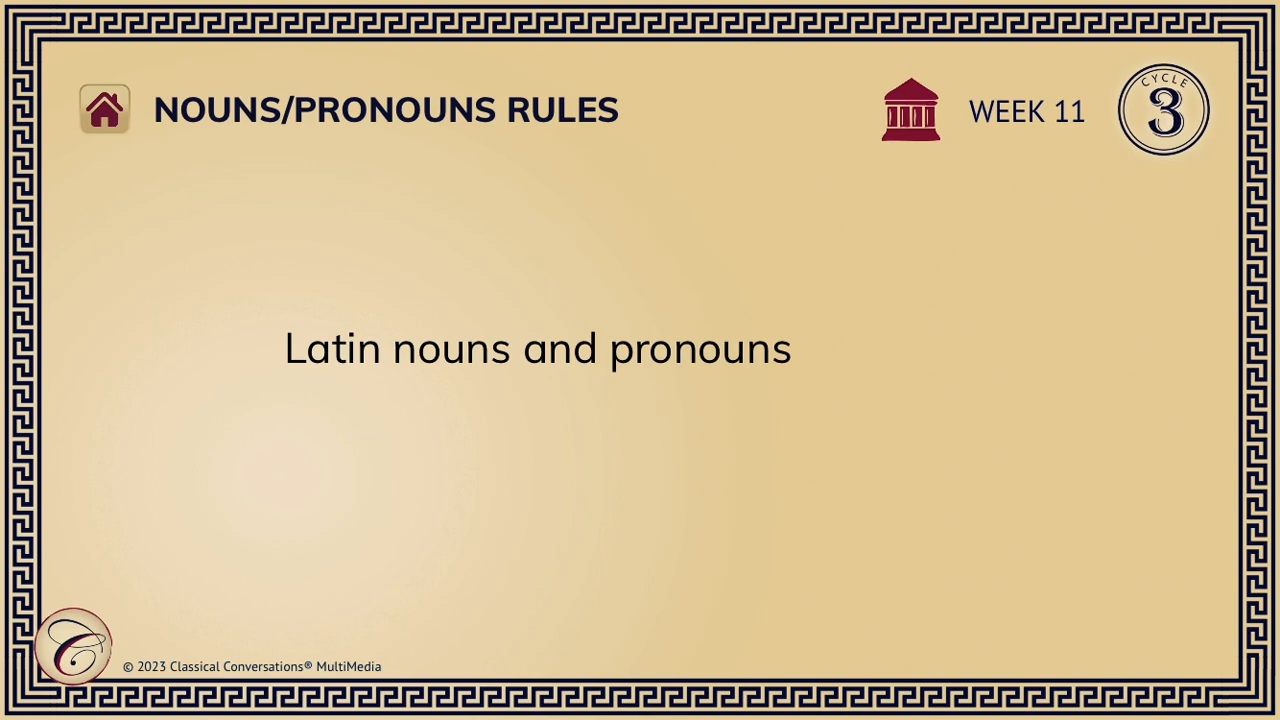 NOUNS/PRONOUNS RULES
WEEK 11
CYCLE
3
Latin nouns and pronouns
C
© 2023 Classical Conversations® MultiMedia